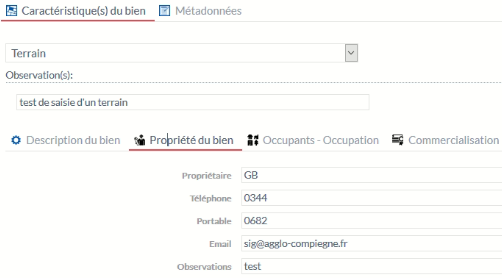 Caractéristique(s) du bien Métadonnées
Terrain
Observation(s):
test de saisie d'un terrain
Description du bien Propriété du bien Occupants - Occupation Commercialisation
Propriétaire GB
Téléphone 0344
Portable 0682
Email sig@agglo-compiegne.fr
Observations test